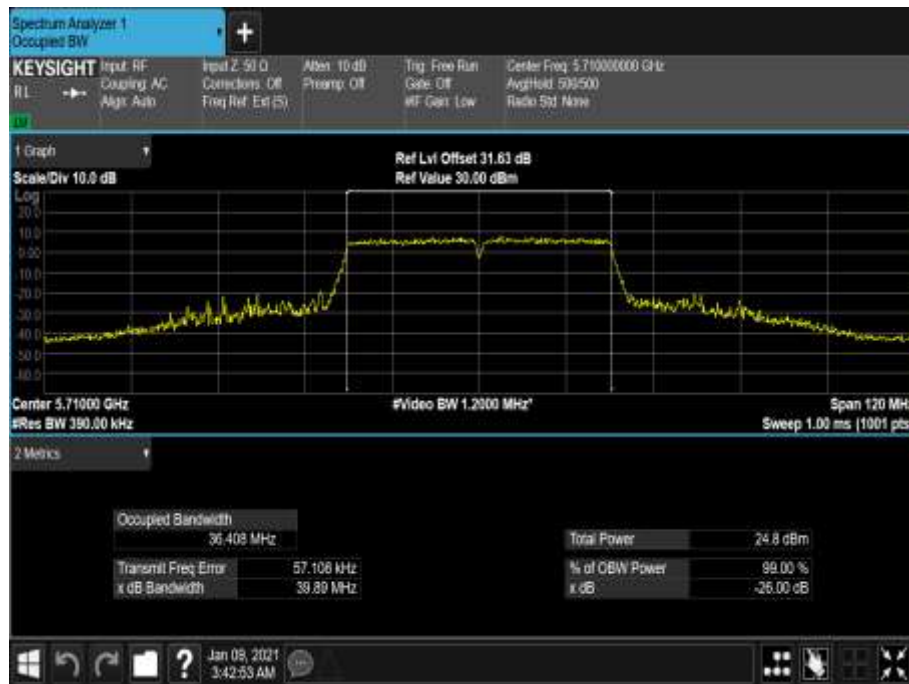 Spectrum Analyzer 1
Occupied BW
+
KEYSIGHT Input: RF Input Z: 50 Ω Atten: 10 dB Trig: Free Run Center Freq: 5.710000000 GHz
RL Coupling: AC Corrections: Off Preamp: Off Gate: Off Avg|Hold: 500/500
Align: Auto Freq Ref: Ext (S) #IF Gain: Low Radio Std: None
1 Graph
Ref Lvl Offset 31.63 dB
Scale/Div 10.0 dB Ref Value 30.00 dBm
Log
20.0
10.0
0.00
-10.0
-20.0
-30.0
-40.0
-50.0
-60.0
Center 5.71000 GHz #Video BW 1.2000 MHz* Span 120 MH
#Res BW 390.00 kHz Sweep 1.00 ms (1001 pts
2 Metrics
Occupied Bandwidth
36.408 MHz Total Power 24.8 dBm
Transmit Freq Error 57.106 kHz % of OBW Power 99.00 %
x dB Bandwidth 39.89 MHz x dB -26.00 dB
? Jan 09, 2021
3:42:53 AM